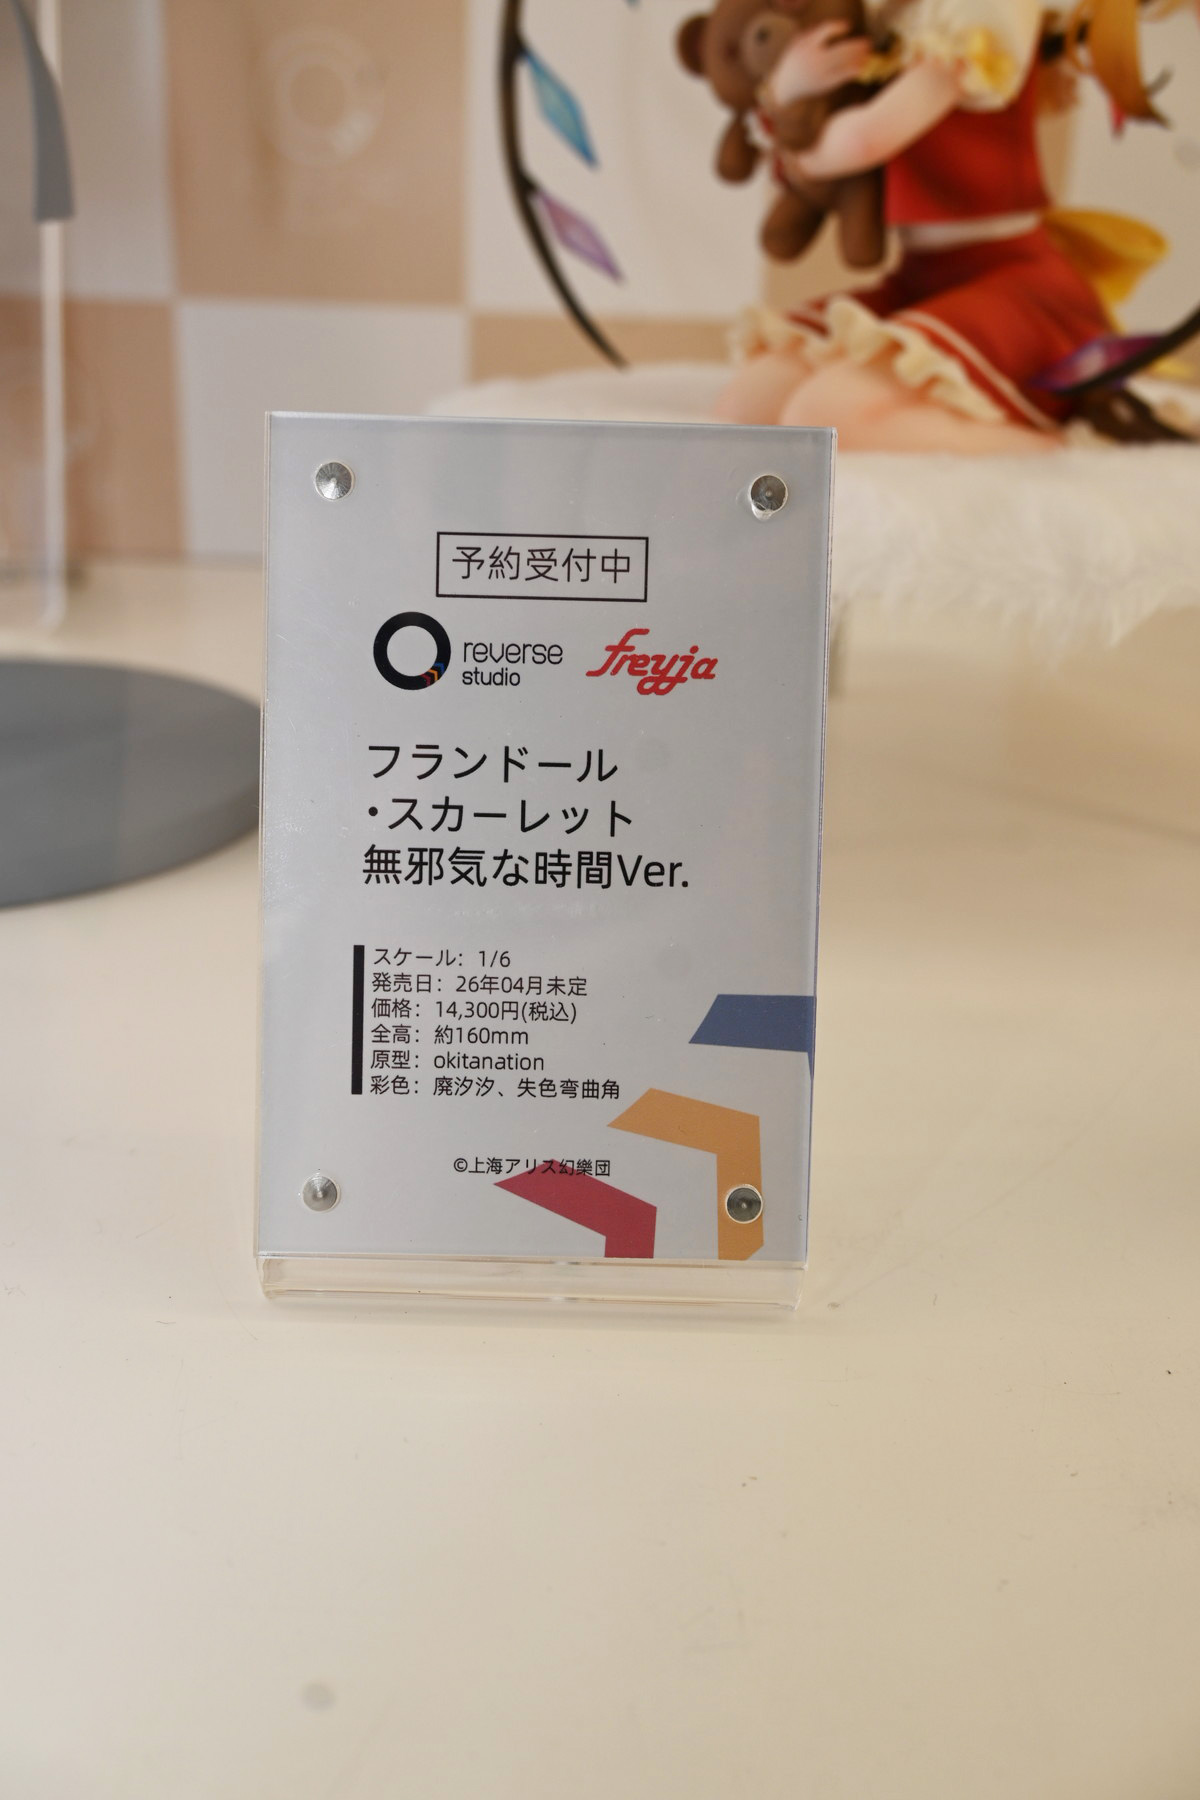 予約受付中
reverse
studio
freyja
フランドール
・スカーレット
無邪気な時間Ver.
スケール: 1/6
発売日: 26年04月未定
価格: 14,300円(税込)
全高: 約160mm
原型: okitanation
彩色: 廃汐汐、失色弯曲角
©上海アリス幻樂団